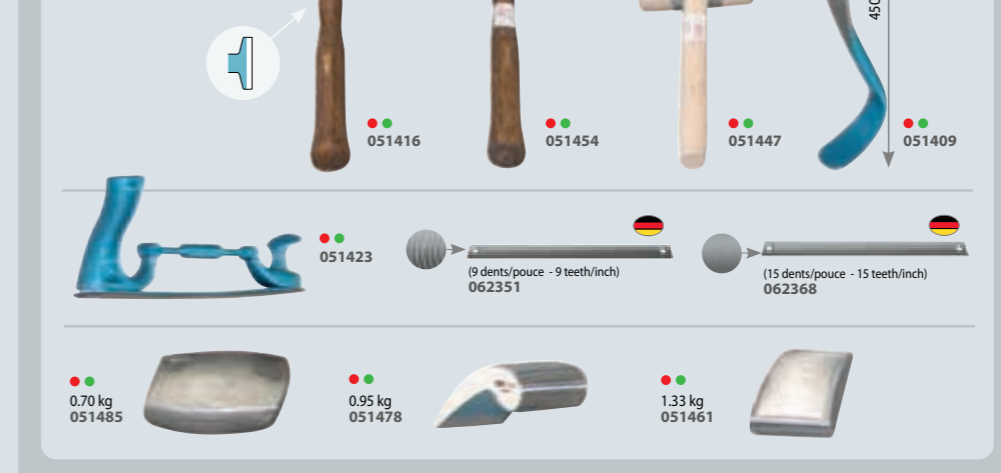 450
051416
051454
051447
051409
051423
(9 dents/pouce - 9 teeth/inch)
062351
(15 dents/pouce - 15 teeth/inch)
062368
0.70 kg
051485
0.95 kg
051478
1.33 kg
051461